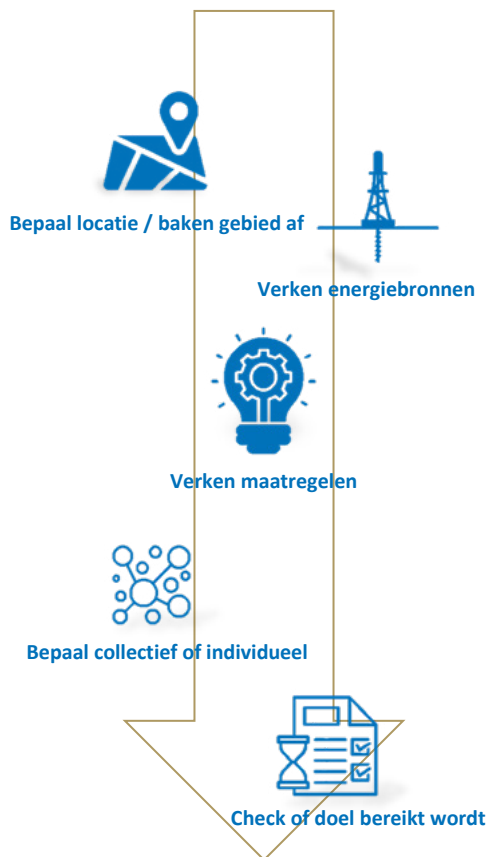 Bepaal locatie / baken gebied af
Verken energiebronnen
Verken maatregelen
Bepaal collectief of individueel
Check of doel bereikt wordt